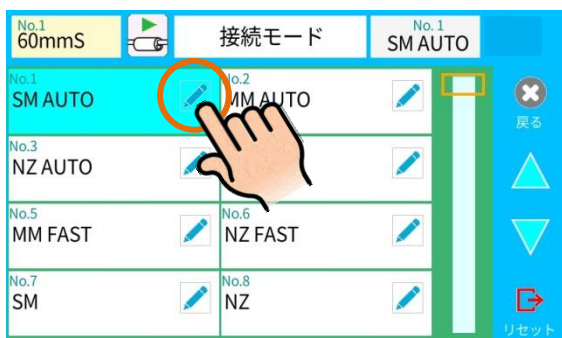 No.1
60mmS
接続モード
No.1
SM AUTO
No.1
SM AUTO
No.2
MM AUTO
戻る
No.3
NZ AUTO
No.5
MM FAST
No.6
NZ FAST
No.7
SM
No.8
NZ
リセット